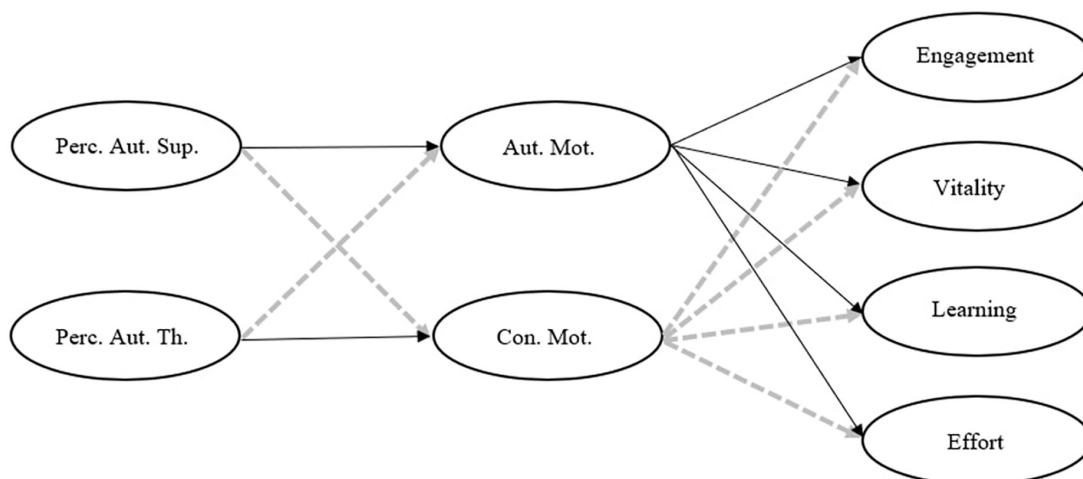 Engagement
Perc. Aut. Sup.
Aut. Mot.
Vitality
Learning
Perc. Aut. Th.
Con. Mot.
Effort